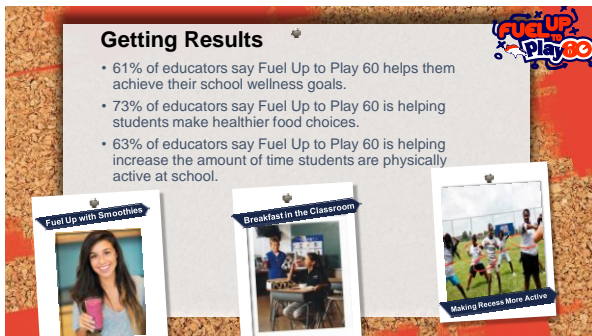 Getting Results
FUEL UP
TO
Play 60
• 61% of educators say Fuel Up to Play 60 helps them
achieve their school wellness goals.
• 73% of educators say Fuel Up to Play 60 is helping
students make healthier food choices.
• 63% of educators say Fuel Up to Play 60 is helping
increase the amount of time students are physically
active at school.
Fuel Up with Smoothies
Breakfast in the Classroom
Making Recess More Active